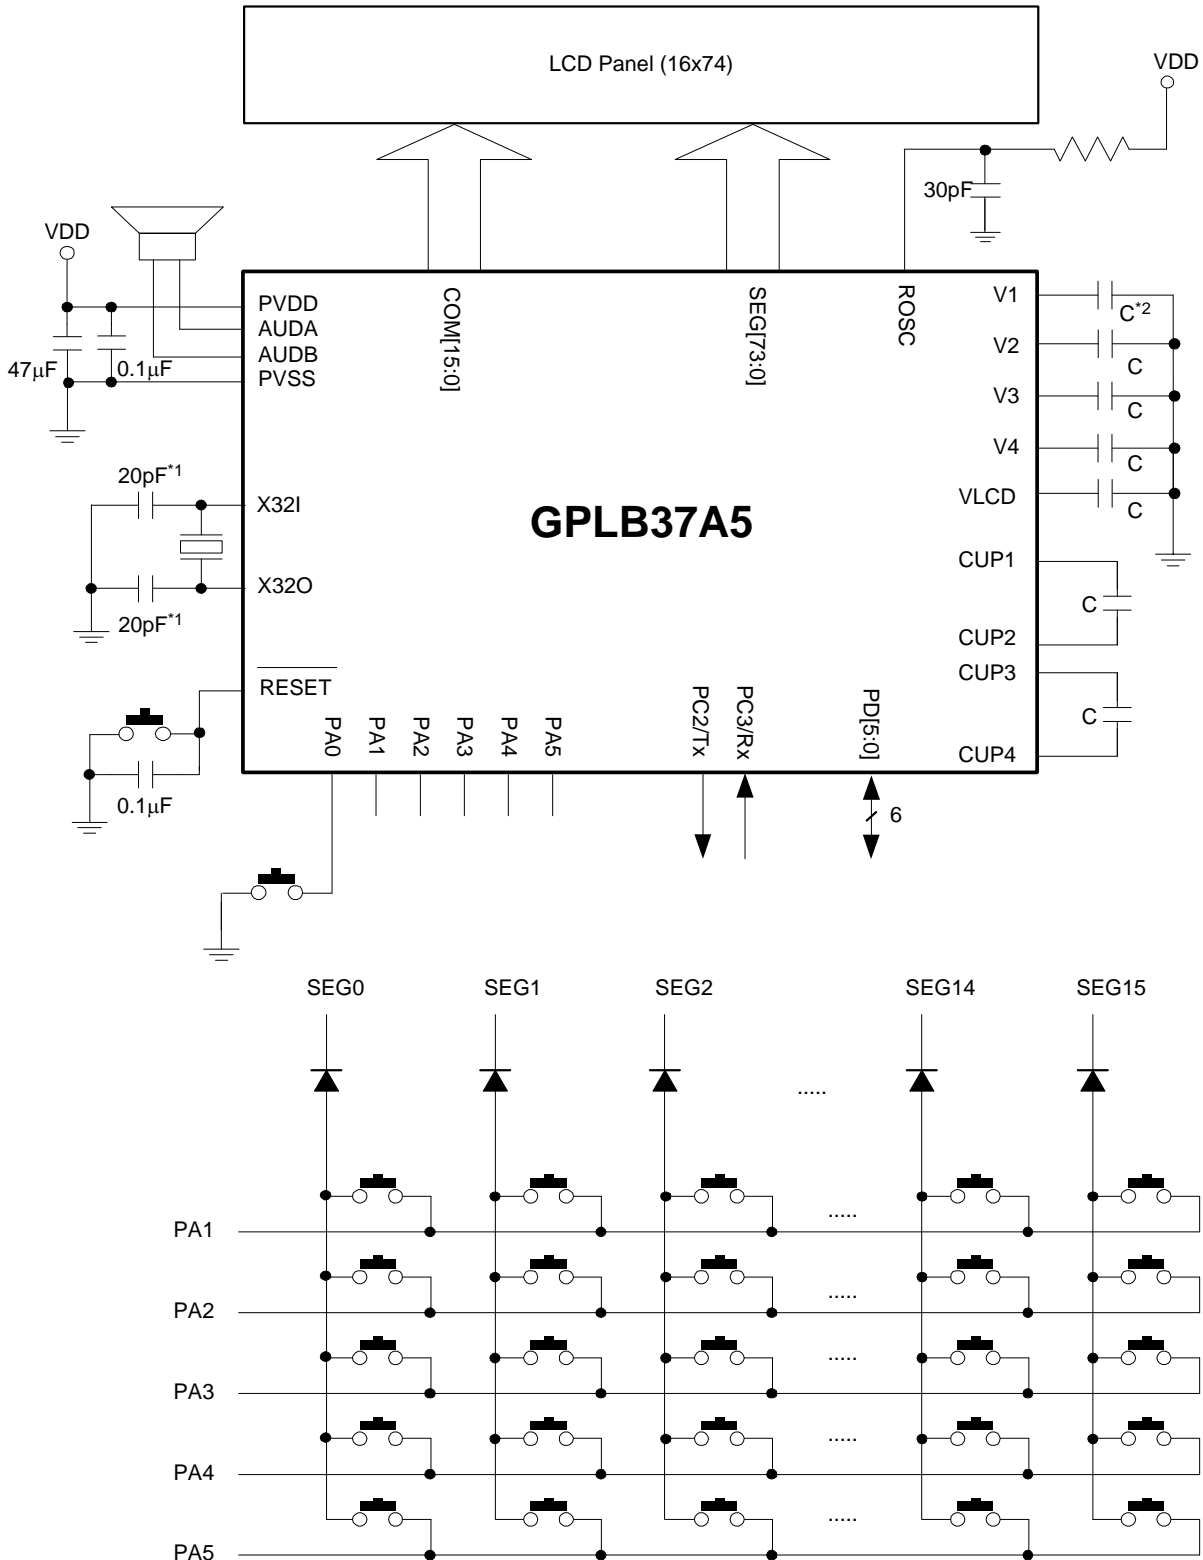 LCD Panel (16x74)
VDD
30pF
VDD
47μF
0.1μF
PVDD
AUDA
AUDB
PVSS
COM[15:0]
SEG[73:0]
ROSC
V1
V2
V3
V4
VLCD
C*2
C
C
C
C
20pF*1
X32I
X32O
20pF*1
GPLB37A5
CUP1
CUP2
C
CUP3
CUP4
C
RESET
0.1μF
PA0
PA1
PA2
PA3
PA4
PA5
PC2/Tx
PC3/Rx
PD[5:0]
6
SEG0
SEG1
SEG2
SEG14
SEG15
.....
PA1
.....
PA2
.....
PA3
.....
PA4
.....
PA5
.....